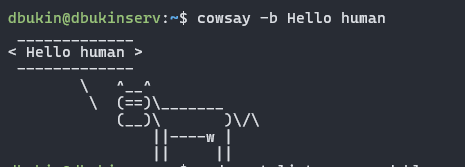 dbukin@dbukinserv:~$ cowsay -b Hello human
 _____________
< Hello human >
 -------------
        \   ^__^
         \  (==)\_______
            (__)\       )\/\
                ||----w |
                ||     ||